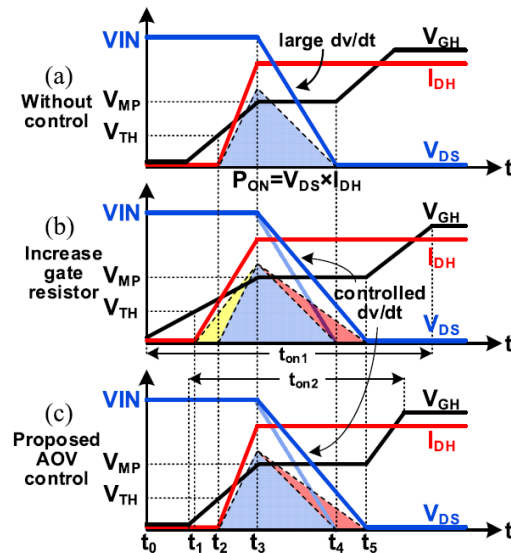 VIN
V_GH
large dv/dt
I_DH
(a)
Without
control
V_MP
V_TH
V_DS
t
P_ON=V_DS×I_DH
VIN
V_GH
(b)
Increase
gate
resistor
I_DH
V_MP
controlled
dv/dt
V_TH
V_DS
t
t_on1
t_on2
VIN
V_GH
(c)
Proposed
AOV
control
I_DH
V_MP
V_TH
V_DS
t
t_0 t_1 t_2 t_3 t_4 t_5